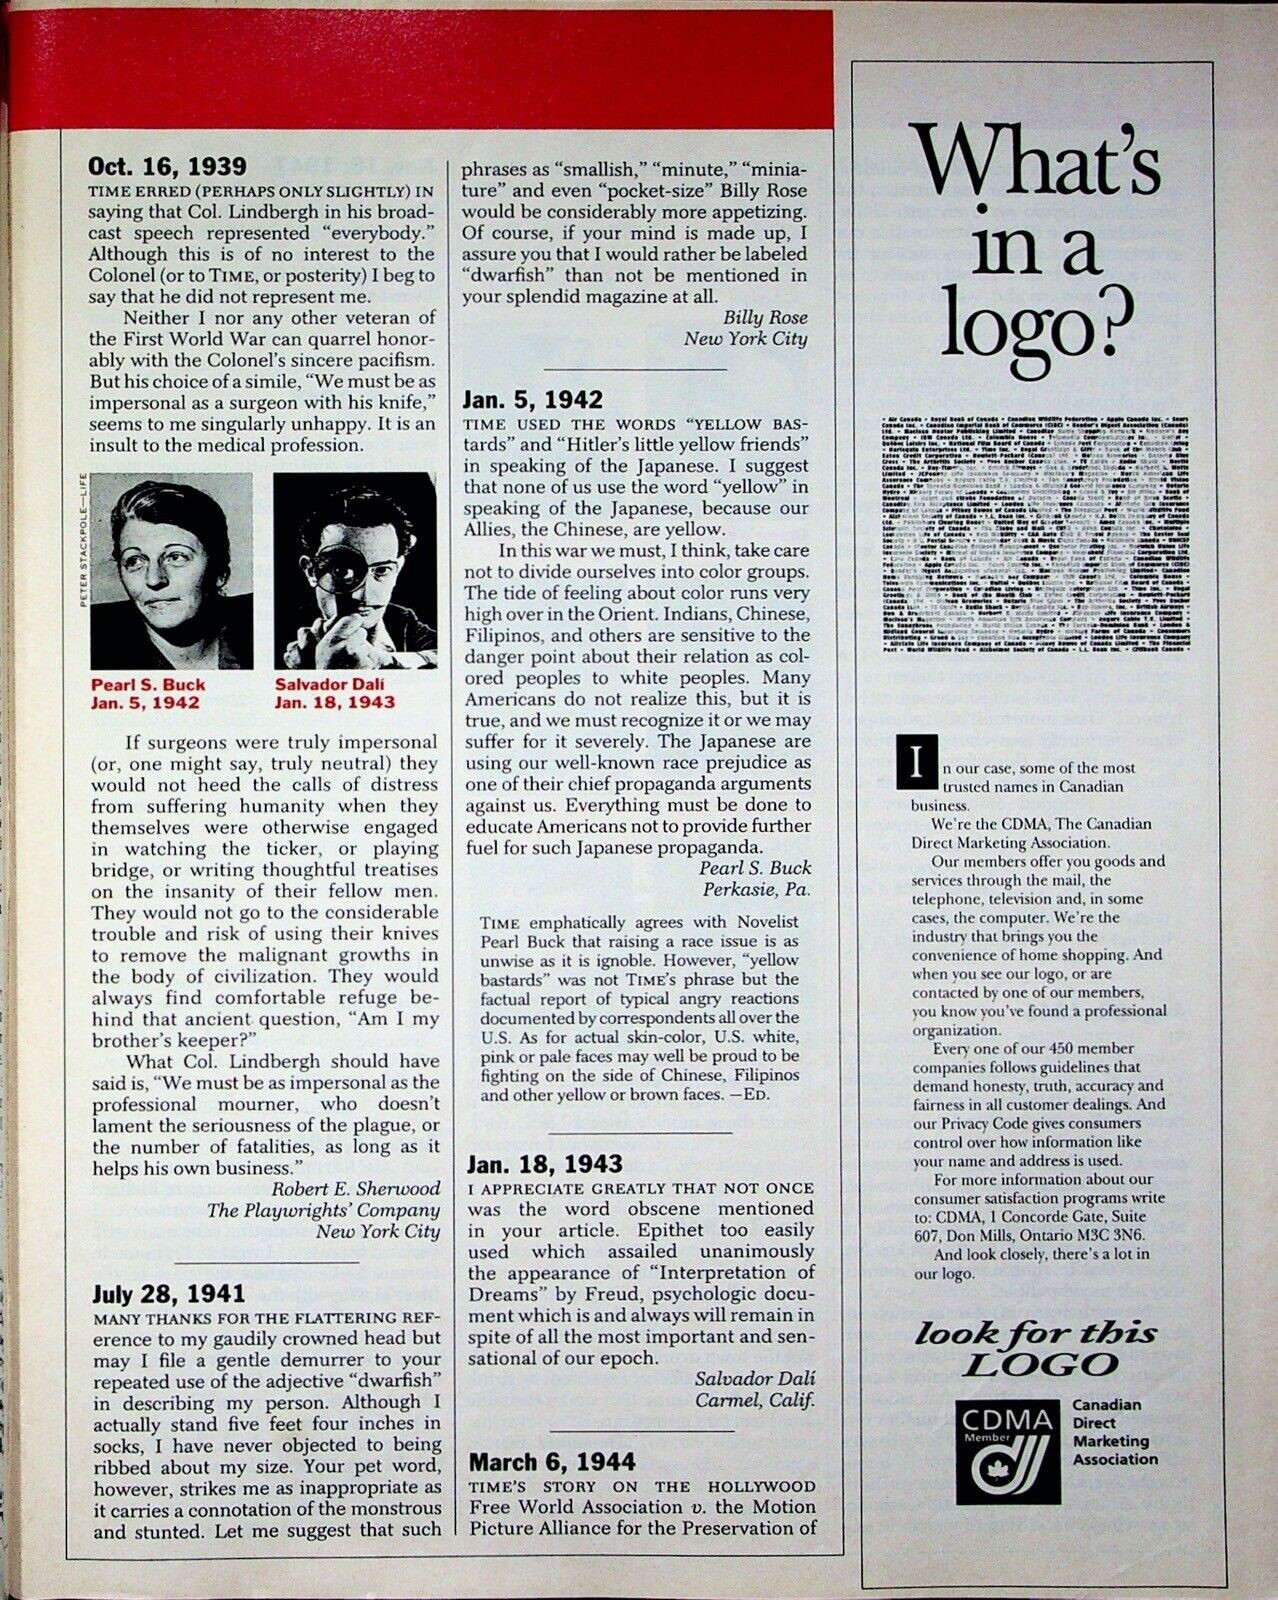 Oct. 16, 1939
TIME ERRED (PERHAPS ONLY SLIGHTLY) IN
saying that Col. Lindbergh in his broad-
cast speech represented "everybody."
Although this is of no interest to the
Colonel (or to TIME, or posterity) I beg to
say that he did not represent me.
Neither I nor any other veteran of
the First World War can quarrel honor-
ably with the Colonel's sincere pacifism.
But his choice of a simile, "We must be as
impersonal as a surgeon with his knife,"
seems to me singularly unhappy. It is an
insult to the medical profession.
PETER STACKPOLE—LIFE
Pearl S. Buck
Jan. 5, 1942
Salvador Dalí
Jan. 18, 1943
If surgeons were truly impersonal
(or, one might say, truly neutral) they
would not heed the calls of distress
from suffering humanity when they
themselves were otherwise engaged
in watching the ticker, or playing
bridge, or writing thoughtful treatises
on the insanity of their fellow men.
They would not go to the considerable
trouble and risk of using their knives
to remove the malignant growths in
the body of civilization. They would
always find comfortable refuge be-
hind that ancient question, "Am I my
brother's keeper?"
What Col. Lindbergh should have
said is, "We must be as impersonal as the
professional mourner, who doesn't
lament the seriousness of the plague, or
the number of fatalities, as long as it
helps his own business."
Robert E. Sherwood
The Playwrights' Company
New York City
July 28, 1941
MANY THANKS FOR THE FLATTERING REF-
erence to my gaudily crowned head but
may I file a gentle demurrer to your
repeated use of the adjective "dwarfish"
in describing my person. Although I
actually stand five feet four inches in
socks, I have never objected to being
ribbed about my size. Your pet word,
however, strikes me as inappropriate as
it carries a connotation of the monstrous
and stunted. Let me suggest that such
phrases as "smallish," "minute," "minia-
ture" and even "pocket-size" Billy Rose
would be considerably more appetizing.
Of course, if your mind is made up, I
assure you that I would rather be labeled
"dwarfish" than not be mentioned in
your splendid magazine at all.
Billy Rose
New York City
Jan. 5, 1942
TIME USED THE WORDS "YELLOW BAS-
tards" and "Hitler's little yellow friends"
in speaking of the Japanese. I suggest
that none of us use the word "yellow" in
speaking of the Japanese, because our
Allies, the Chinese, are yellow.
In this war we must, I think, take care
not to divide ourselves into color groups.
The tide of feeling about color runs very
high over in the Orient. Indians, Chinese,
Filipinos, and others are sensitive to the
danger point about their relation as col-
ored peoples to white peoples. Many
Americans do not realize this, but it is
true, and we must recognize it or we may
suffer for it severely. The Japanese are
using our well-known race prejudice as
one of their chief propaganda arguments
against us. Everything must be done to
educate Americans not to provide further
fuel for such Japanese propaganda.
Pearl S. Buck
Perkasie, Pa.
TIME emphatically agrees with Novelist
Pearl Buck that raising a race issue is as
unwise as it is ignoble. However, "yellow
bastards" was not TIME's phrase but the
factual report of typical angry reactions
documented by correspondents all over the
U.S. As for actual skin-color, U.S. white,
pink or pale faces may well be proud to be
fighting on the side of Chinese, Filipinos
and other yellow or brown faces. —ED.
Jan. 18, 1943
I APPRECIATE GREATLY THAT NOT ONCE
was the word obscene mentioned
in your article. Epithet too easily
used which assailed unanimously
the appearance of "Interpretation of
Dreams" by Freud, psychologic docu-
ment which is and always will remain in
spite of all the most important and sen-
sational of our epoch.
Salvador Dalí
Carmel, Calif.
March 6, 1944
TIME'S STORY ON THE HOLLYWOOD
Free World Association v. the Motion
Picture Alliance for the Preservation of
What's
in a
logo?
In our case, some of the most
trusted names in Canadian
business.
We're the CDMA, The Canadian
Direct Marketing Association.
Our members offer you goods and
services through the mail, the
telephone, television and, in some
cases, the computer. We're the
industry that brings you the
convenience of home shopping. And
when you see our logo, or are
contacted by one of our members,
you know you've found a professional
organization.
Every one of our 450 member
companies follows guidelines that
demand honesty, truth, accuracy and
fairness in all customer dealings. And
our Privacy Code gives consumers
control over how information like
your name and address is used.
For more information about our
consumer satisfaction programs write
to: CDMA, 1 Concorde Gate, Suite
607, Don Mills, Ontario M3C 3N6.
And look closely, there's a lot in
our logo.
look for this
LOGO
CDMA
Member
Canadian
Direct
Marketing
Association